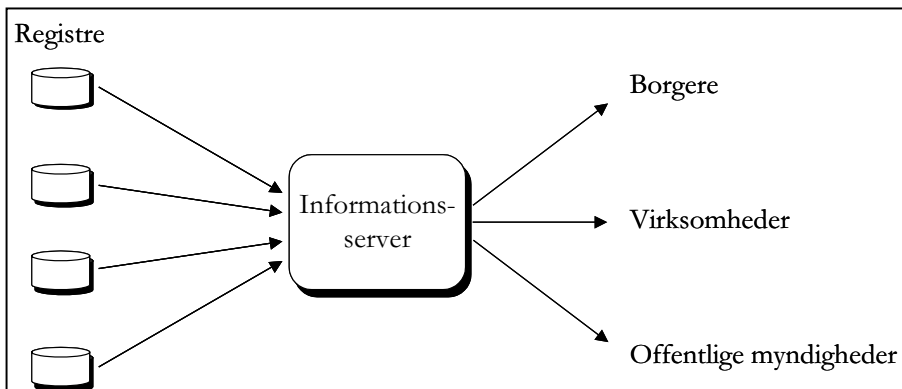 Registre
Borgere
Informations-
server
Virksomheder
Offentlige myndigheder